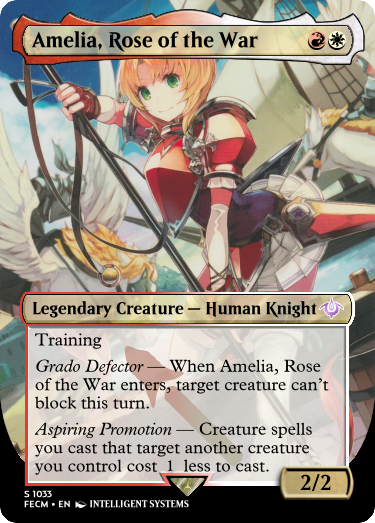 Amelia, Rose of the War
Legendary Creature — Human Knight
Training
Grado Defector — When Amelia, Rose
of the War enters, target creature can't
block this turn.
Aspiring Promotion — Creature spells
you cast that target another creature
you control cost 1 less to cast.
2/2
S 1033
FECM • EN INTELLIGENT SYSTEMS